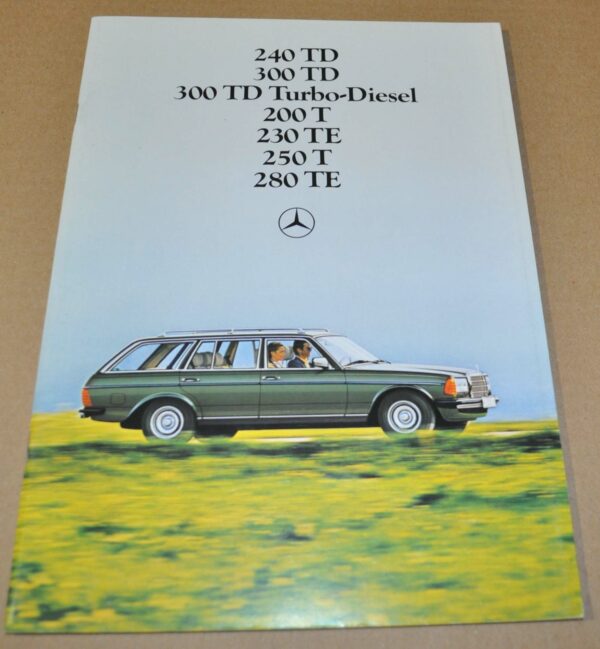 240 TD
300 TD
300 TD Turbo-Diesel
200 T
230 TE
250 T
280 TE